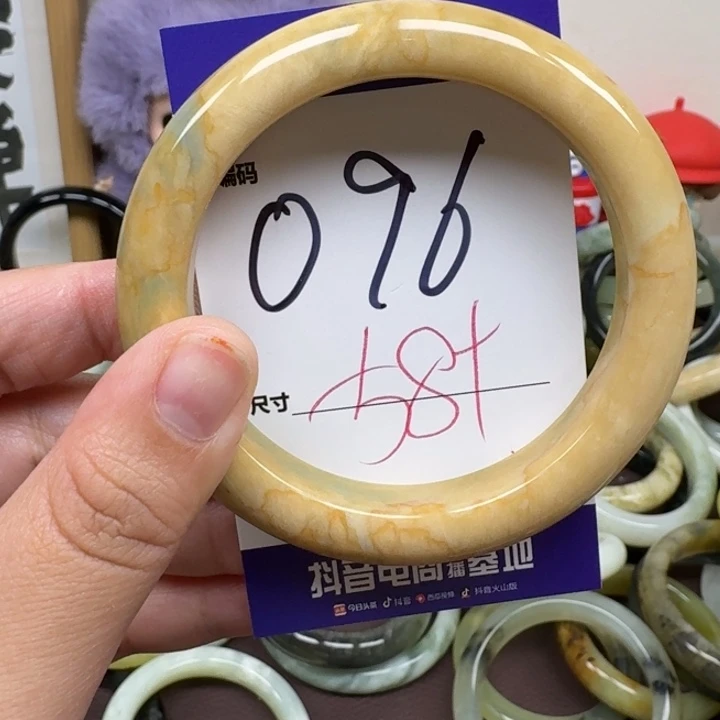 编码
096
尺寸 58+
抖音电商直播基地
今日头条 抖音 西瓜视频 抖音火山版